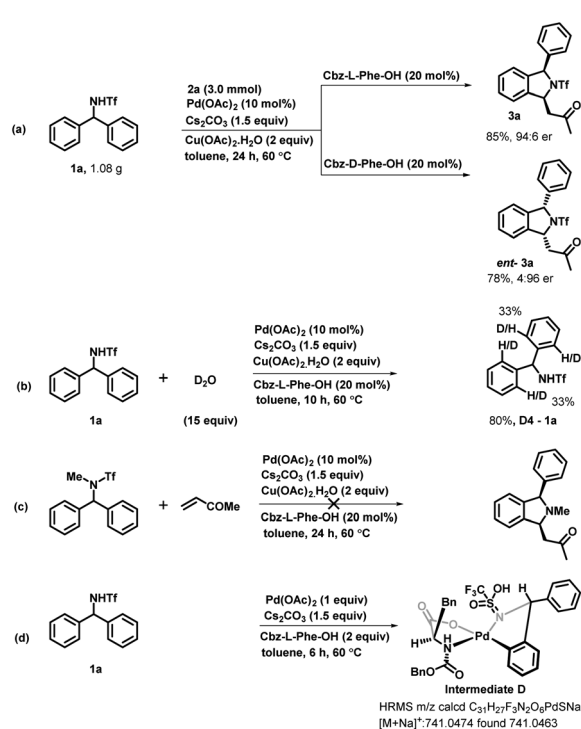 (a)
NHTf
1a, 1.08 g
2a (3.0 mmol)
Pd(OAc)2 (10 mol%)
Cs2CO3 (1.5 equiv)
Cu(OAc)2.H2O (2 equiv)
toluene, 24 h, 60 °C
Cbz-L-Phe-OH (20 mol%)
NTf
O
3a
85%, 94:6 er
Cbz-D-Phe-OH (20 mol%)
NTf
O
ent- 3a
78%, 4:96 er
(b)
NHTf
1a
+
D2O
(15 equiv)
Pd(OAc)2 (10 mol%)
Cs2CO3 (1.5 equiv)
Cu(OAc)2.H2O (2 equiv)
Cbz-L-Phe-OH (20 mol%)
toluene, 10 h, 60 °C
33%
D/H
H/D
H/D
NHTf
H/D
33%
80%, D4 - 1a
(c)
Me
N
Tf
+
COMe
Pd(OAc)2 (10 mol%)
Cs2CO3 (1.5 equiv)
Cu(OAc)2.H2O (2 equiv)
Cbz-L-Phe-OH (20 mol%)
toluene, 24 h, 60 °C
NMe
O
(d)
NHTf
1a
Pd(OAc)2 (1 equiv)
Cs2CO3 (1.5 equiv)
Cbz-L-Phe-OH (2 equiv)
toluene, 6 h, 60 °C
F3C
OH
O
S
N
H
O
Bn
O
Pd
H
H
N
BnO
O
Intermediate D
HRMS m/z calcd C31H27F3N2O6PdSNa
[M+Na]+:741.0474 found 741.0463